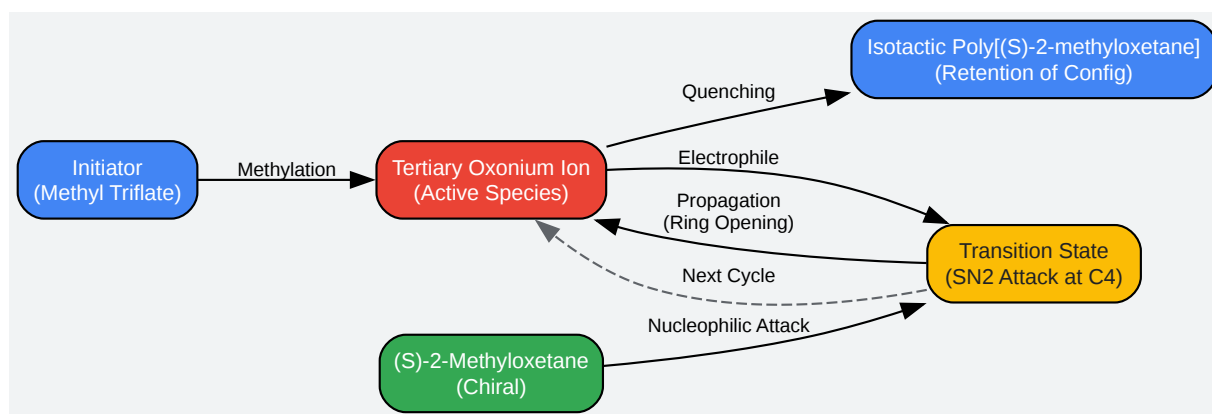 Isotactic Poly[(S)-2-methyloxetane]
(Retention of Config)
Quenching
Initiator
(Methyl Triflate)
Methylation
Tertiary Oxonium Ion
(Active Species)
Electrophile
Propagation
(Ring Opening)
Transition State
(SN2 Attack at C4)
Next Cycle
Nucleophilic Attack
(S)-2-Methyloxetane
(Chiral)